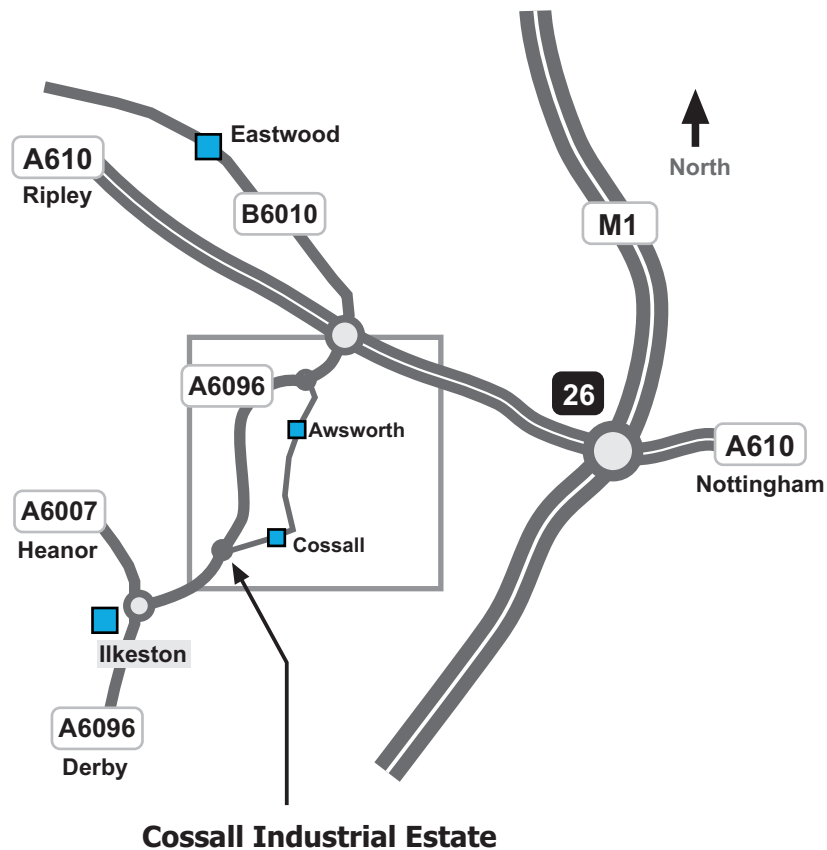 Eastwood
A610
Ripley
North
B6010
M1
A6096
26
Awsworth
A610
Nottingham
A6007
Heanor
Cossall
Ilkeston
A6096
Derby
Cossall Industrial Estate